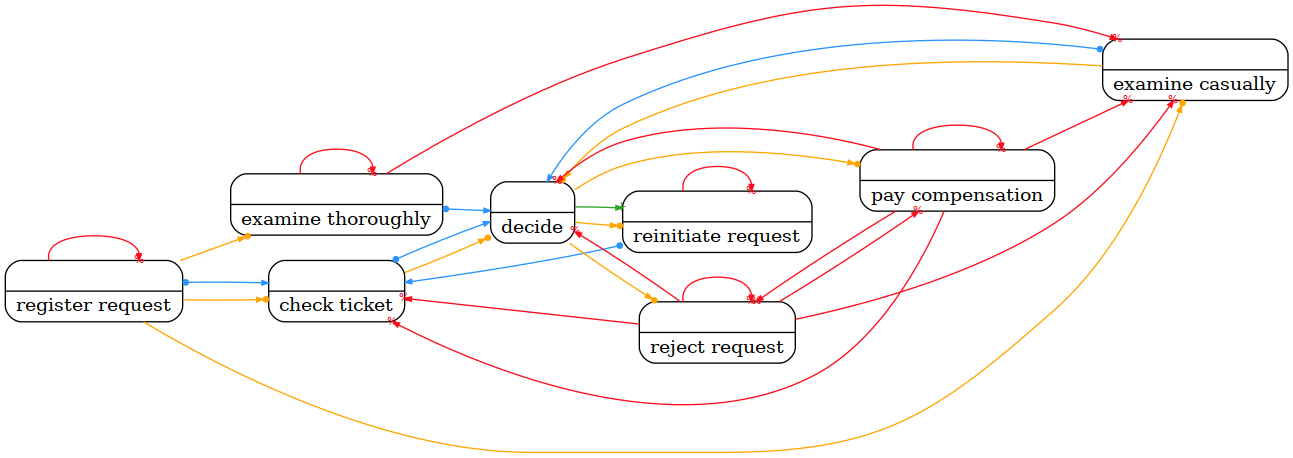 examine casually
pay compensation
examine thoroughly
decide
reinitiate request
register request
check ticket
reject request
%
%
%
%
%
%
%
%
%
%
%
%
%
+